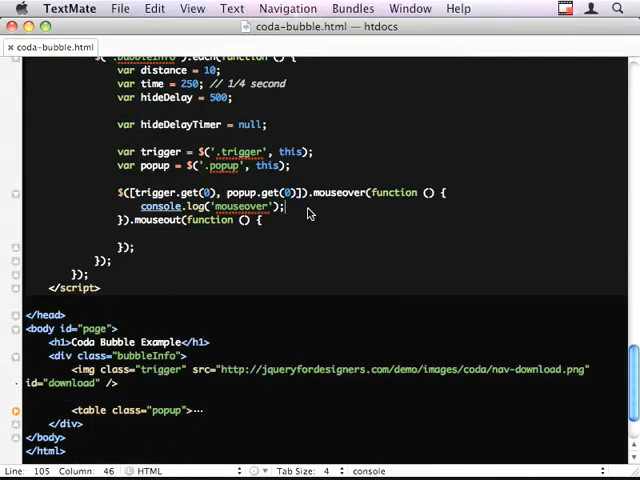 TextMate File Edit View Text Navigation Bundles Window Help
coda-bubble.html — htdocs
× coda-bubble.html
$('.bubbleInfo').each(function () {
var distance = 10;
var time = 250; // 1/4 second
var hideDelay = 500;
var hideDelayTimer = null;
var trigger = $('.trigger', this);
var popup = $('.popup', this);
$([trigger.get(0), popup.get(0)]).mouseover(function () {
console.log('mouseover');
}).mouseout(function () {
});
});
});
</script>
</head>
<body id="page">
<h1>Coda Bubble Example</h1>
<div class="bubbleInfo">
<img class="trigger" src="http://jqueryfordesigners.com/demo/images/coda/nav-download.png"
id="download" />
<table class="popup">…
</div>
</body>
</html>
Line: 105 Column: 46 HTML Tab Size: 4 console